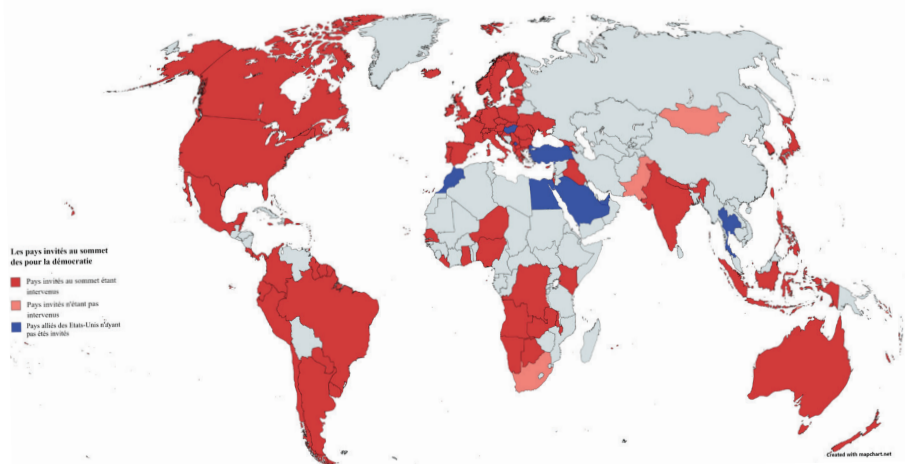 Les pays invités au sommet
des pour la démocratie
Pays invités au sommet étant
intervenus
Pays invités n'étant pas
intervenus
Pays alliés des Etats-Unis n'ayant
pas étés invités
Created with mapchart.net